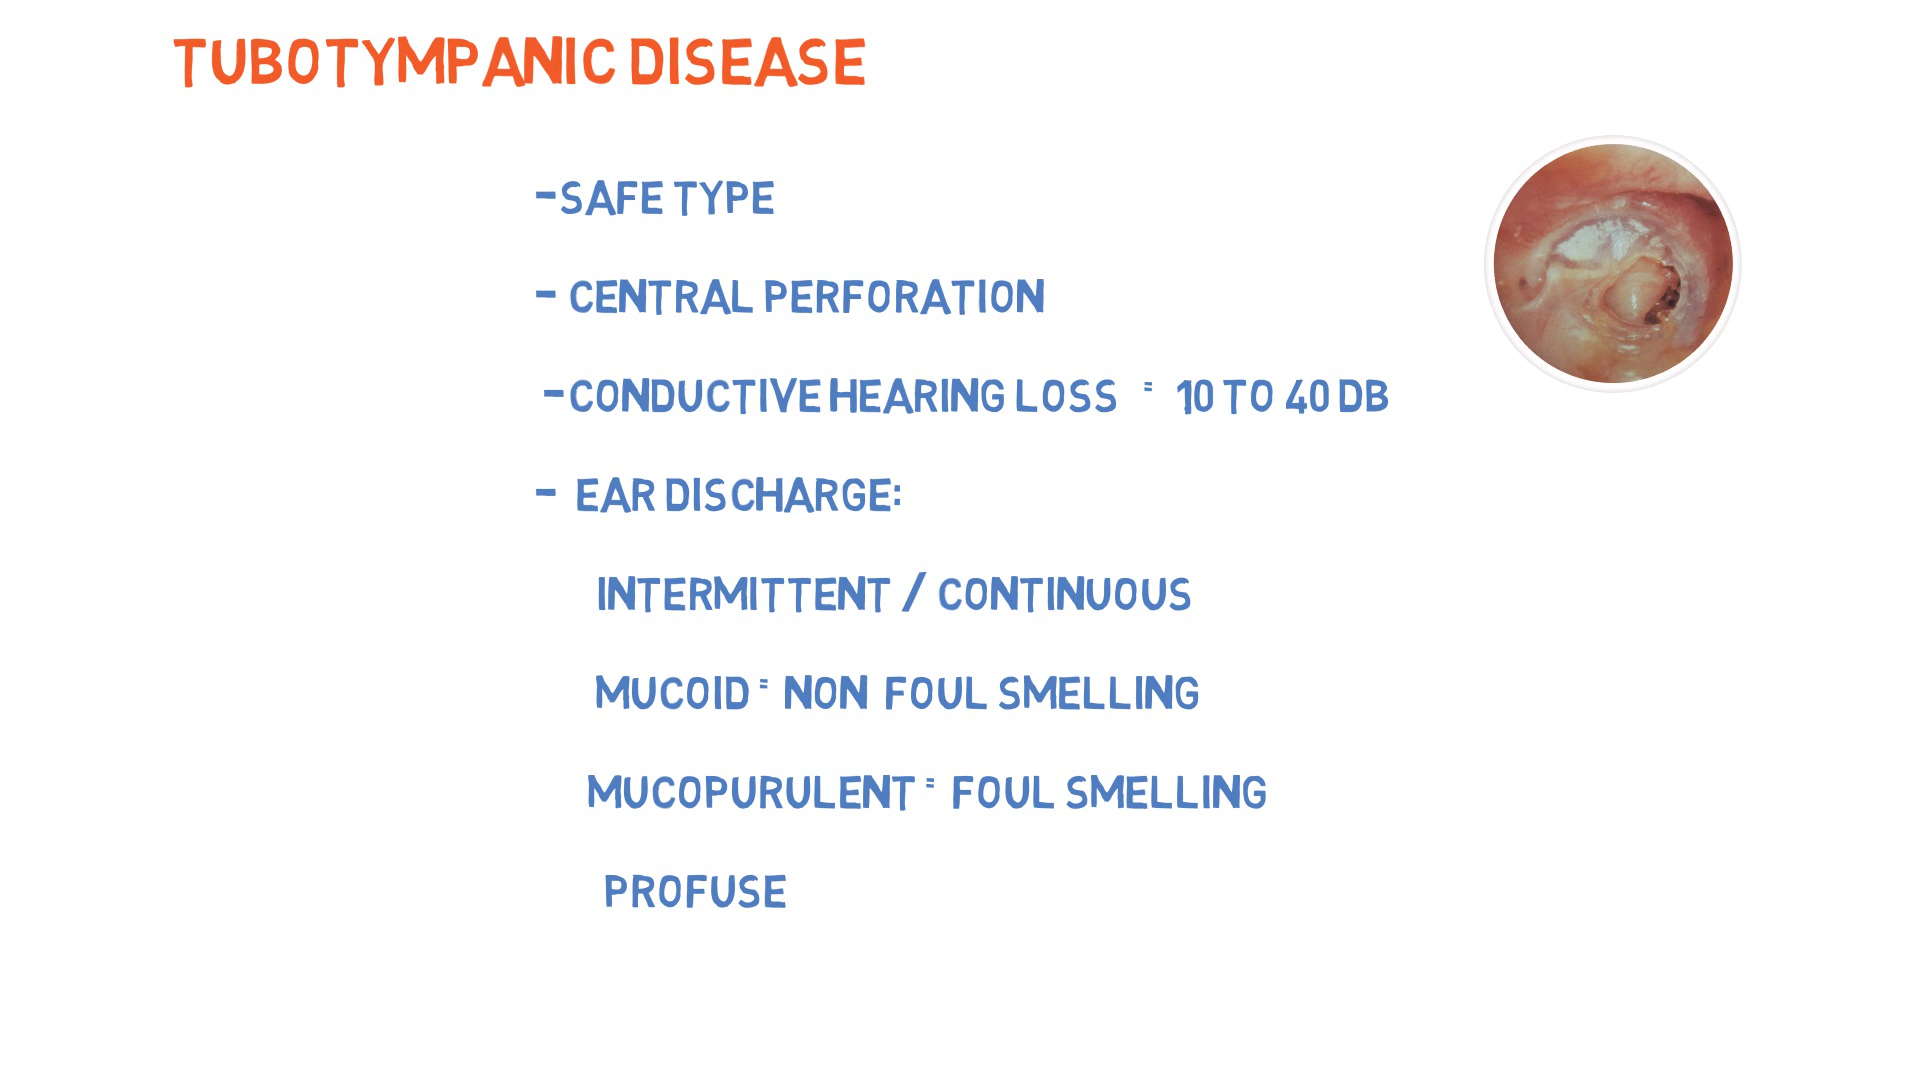 TUBOTYMPANIC DISEASE
-SAFE TYPE
- CENTRAL PERFORATION
-CONDUCTIVE HEARING LOSS = 10 TO 40 DB
- EAR DISCHARGE:
INTERMITTENT / CONTINUOUS
MUCOID = NON FOUL SMELLING
MUCOPURULENT = FOUL SMELLING
PROFUSE